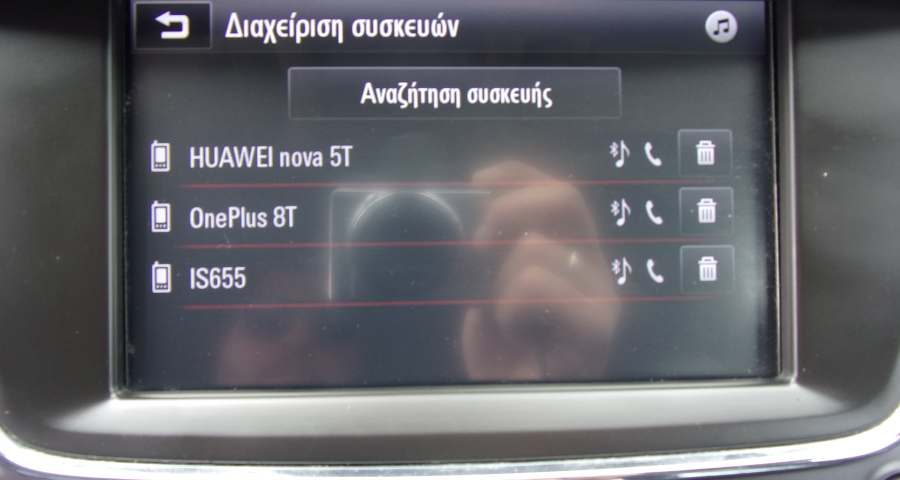 Διαχείριση συσκευών
Αναζήτηση συσκευής
HUAWEI nova 5T
OnePlus 8T
IS655